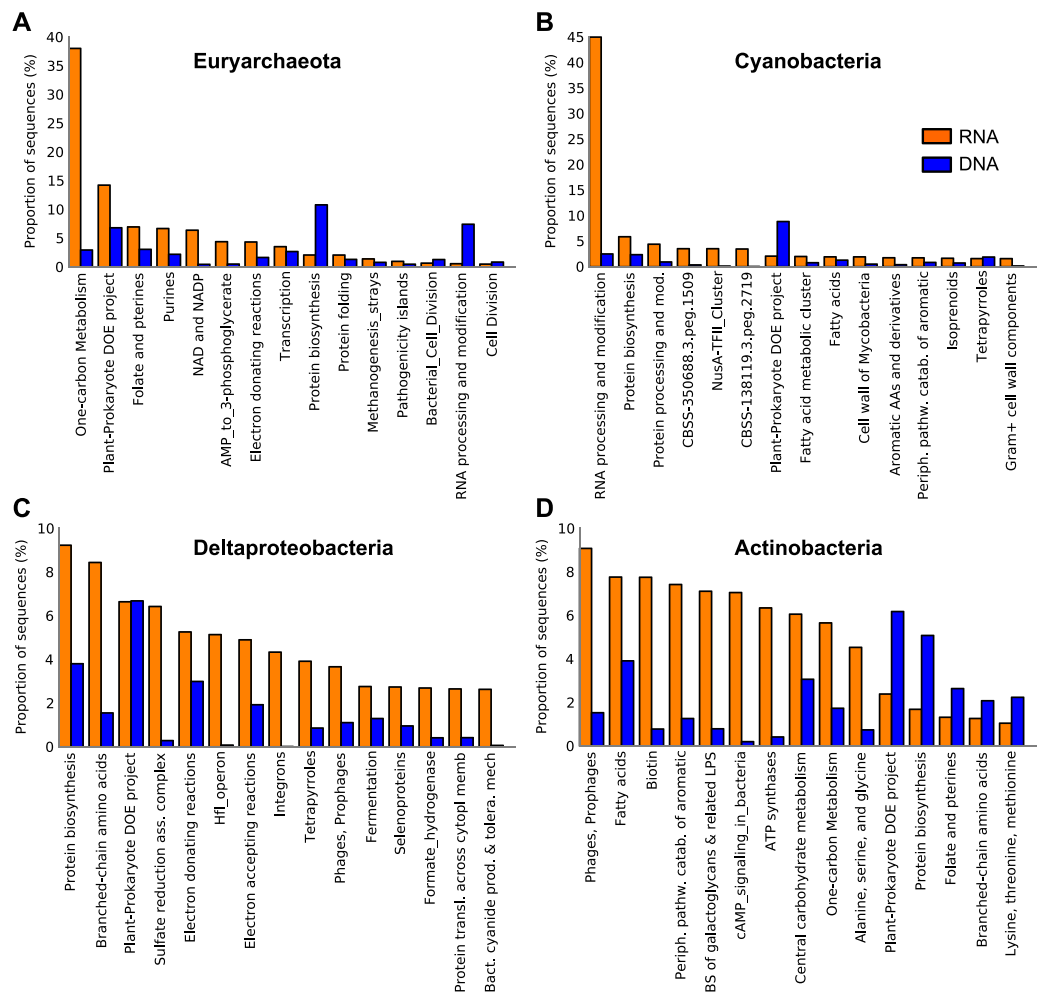 A
Euryarchaeota
Proportion of sequences (%)
40
35
30
25
20
15
10
5
0
One-carbon Metabolism
Plant-Prokaryote DOE project
Folate and pterines
Purines
NAD and NADP
AMP_to_3-phosphoglycerate
Electron donating reactions
Transcription
Protein biosynthesis
Protein folding
Methanogenesis_strays
Pathogenicity islands
Bacterial_Cell_Division
RNA processing and modification
Cell Division
B
Cyanobacteria
Proportion of sequences (%)
45
40
35
30
25
20
15
10
5
0
RNA
DNA
RNA processing and modification
Protein biosynthesis
Protein processing and mod.
CBSS-350688.3.peg.1509
NusA-TFII_Cluster
CBSS-138119.3.peg.2719
Plant-Prokaryote DOE project
Fatty acid metabolic cluster
Fatty acids
Cell wall of Mycobacteria
Aromatic AAs and derivatives
Periph. pathw. catab. of aromatic
Isoprenoids
Tetrapyrroles
Gram+ cell wall components
C
Deltaproteobacteria
Proportion of sequences (%)
10
8
6
4
2
0
Protein biosynthesis
Branched-chain amino acids
Plant-Prokaryote DOE project
Sulfate reduction ass. complex
Electron donating reactions
Hfl_operon
Electron accepting reactions
Integrons
Tetrapyrroles
Phages, Prophages
Fermentation
Selenoproteins
Formate_hydrogenase
Protein transl. across cytopl memb
Bact. cyanide prod. & tolera. mech
D
Actinobacteria
Proportion of sequences (%)
10
8
6
4
2
0
Phages, Prophages
Fatty acids
Biotin
Periph. pathw. catab. of aromatic
BS of galactoglycans & related LPS
cAMP_signaling_in_bacteria
ATP synthases
Central carbohydrate metabolism
One-carbon Metabolism
Alanine, serine, and glycine
Plant-Prokaryote DOE project
Protein biosynthesis
Folate and pterines
Branched-chain amino acids
Lysine, threonine, methionine